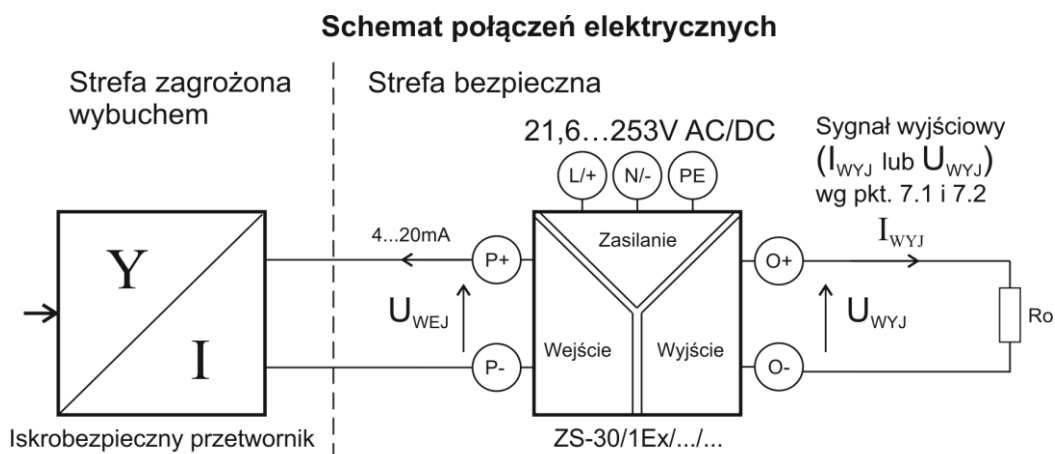 Schemat połączeń elektrycznych
Strefa zagrożona
wybuchem
Strefa bezpieczna
21,6...253V AC/DC
L/+
N/-
PE
Sygnał wyjściowy
(IWYJ lub UWYJ)
wg pkt. 7.1 i 7.2
IWYJ
4...20mA
P+
Zasilanie
O+
Y
I
UWEJ
Wejście
Wyjście
UWYJ
Ro
P-
O-
Iskrobezpieczny przetwornik
ZS-30/1Ex/.../...